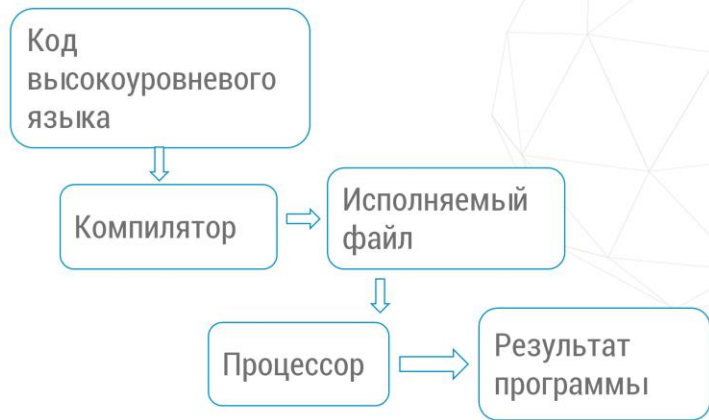 Код
высокоуровневого
языка
Компилятор
Исполняемый
файл
Процессор
Результат
программы